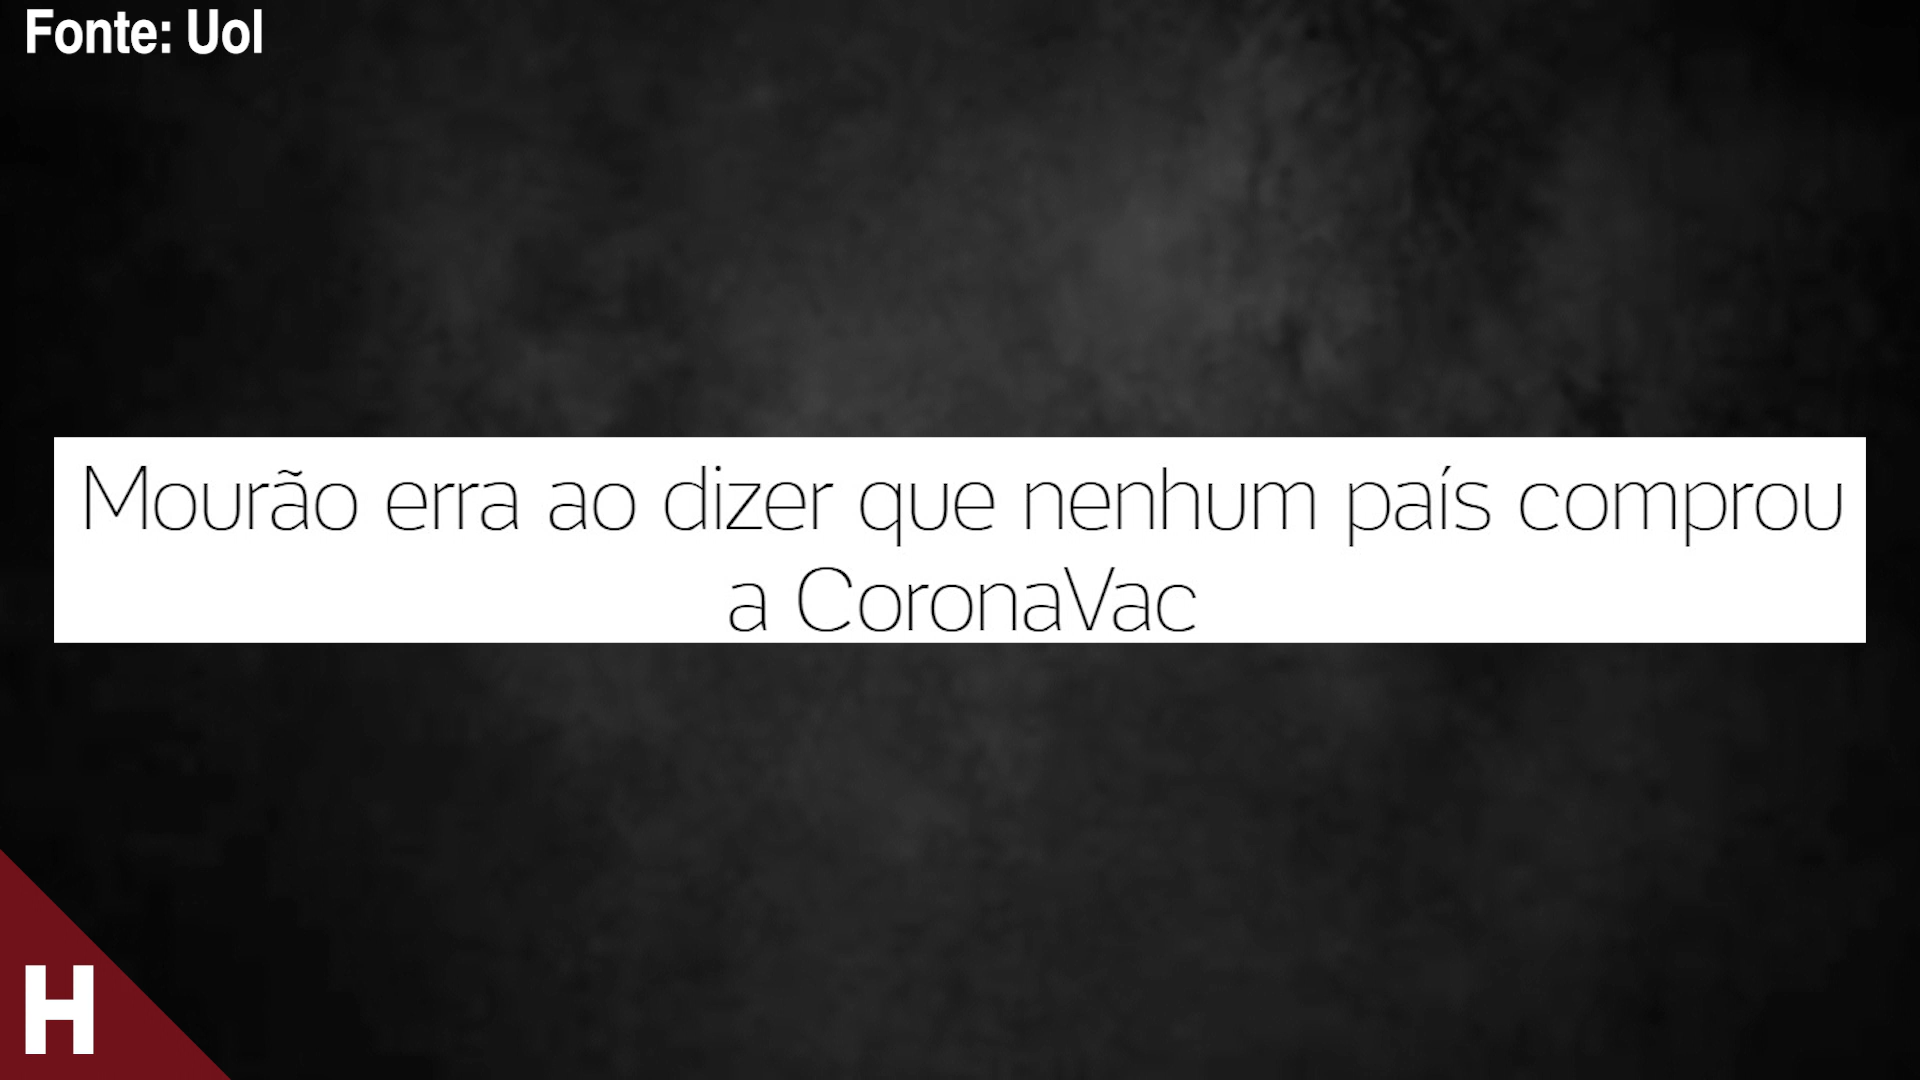 Fonte: Uol
Mourão erra ao dizer que nenhum país comprou
a CoronaVac
H